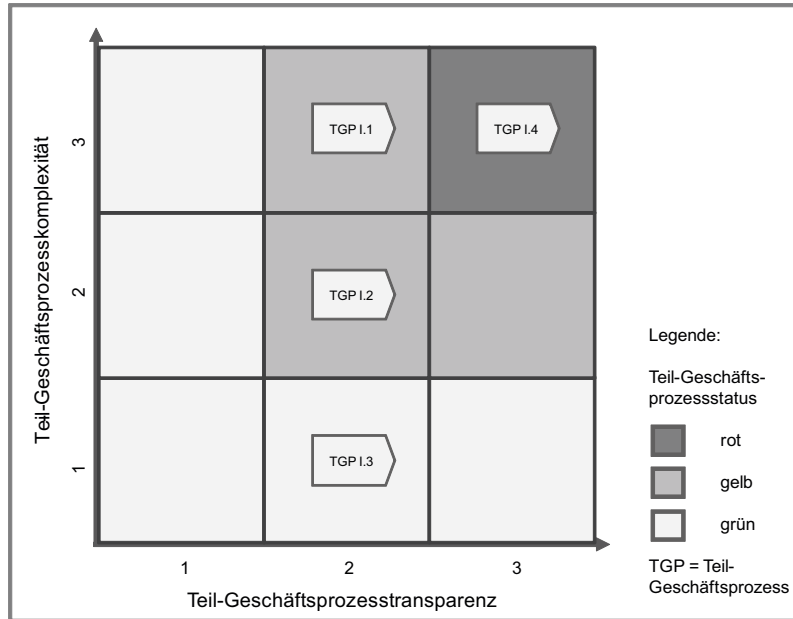 Teil-Geschäftsprozesskomplexität
3
2
1
TGP I.1
TGP I.4
TGP I.2
TGP I.3
1
2
3
Teil-Geschäftsprozesstransparenz
Legende:
Teil-Geschäfts-
prozessstatus
rot
gelb
grün
TGP = Teil-
Geschäftsprozess